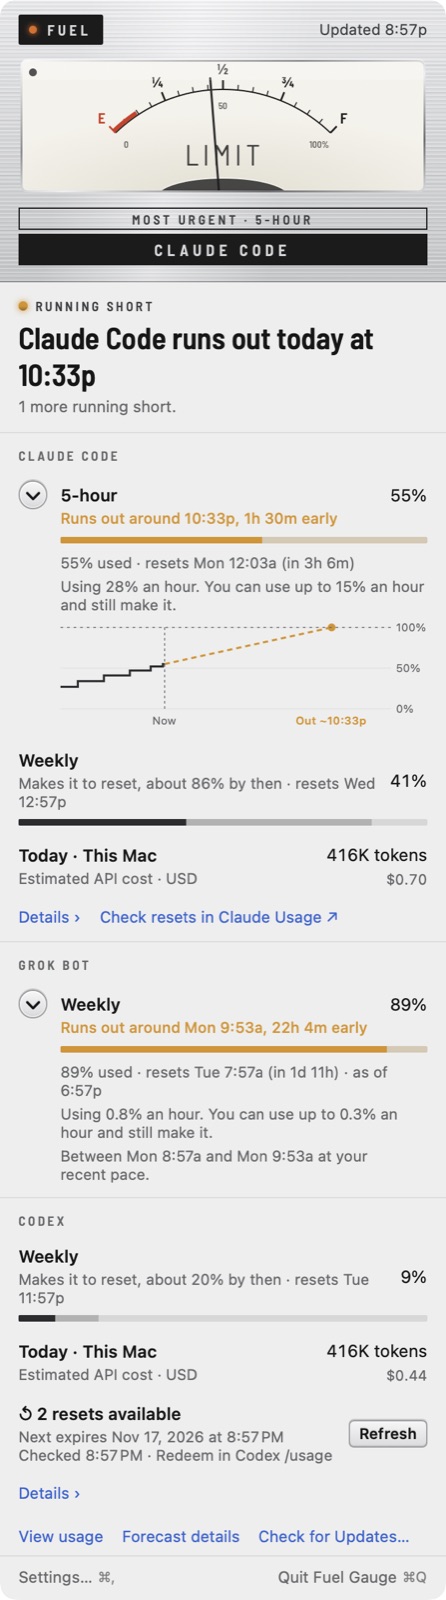 FUEL
Updated 8:57p
E
¼
½
¾
F
0
50
100%
LIMIT
MOST URGENT · 5-HOUR
CLAUDE CODE
RUNNING SHORT
Claude Code runs out today at
10:33p
1 more running short.
CLAUDE CODE
5-hour
55%
Runs out around 10:33p, 1h 30m early
55% used · resets Mon 12:03a (in 3h 6m)
Using 28% an hour. You can use up to 15% an hour
and still make it.
100%
50%
0%
Now
Out ~10:33p
Weekly
Makes it to reset, about 86% by then · resets Wed
12:57p
41%
Today · This Mac
416K tokens
Estimated API cost · USD
$0.70
Details ›
Check resets in Claude Usage ↗
GROK BOT
Weekly
89%
Runs out around Mon 9:53a, 22h 4m early
89% used · resets Tue 7:57a (in 1d 11h) · as of
6:57p
Using 0.8% an hour. You can use up to 0.3% an
hour and still make it.
Between Mon 8:57a and Mon 9:53a at your
recent pace.
CODEX
Weekly
Makes it to reset, about 20% by then · resets Tue
11:57p
9%
Today · This Mac
416K tokens
Estimated API cost · USD
$0.44
2 resets available
Next expires Nov 17, 2026 at 8:57 PM
Checked 8:57 PM · Redeem in Codex /usage
Refresh
Details ›
View usage
Forecast details
Check for Updates...
Settings... ⌘,
Quit Fuel Gauge ⌘Q